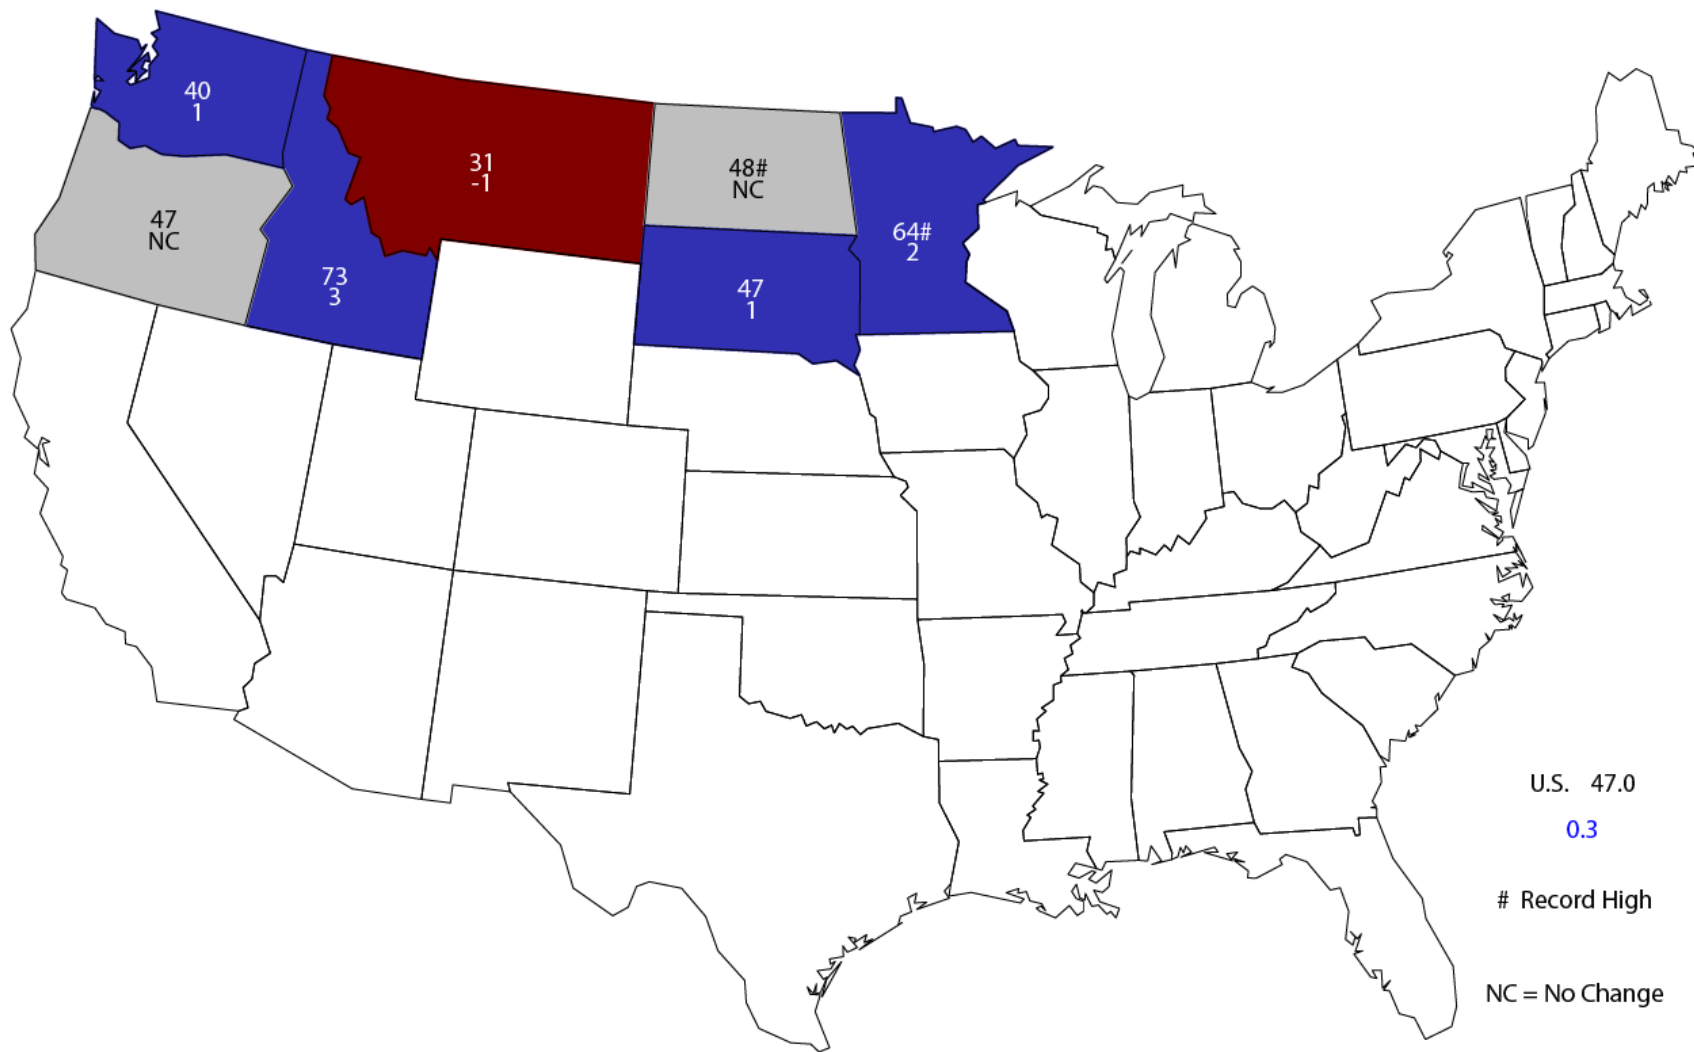 40
1
31
-1
48#
NC
47
NC
64#
2
73
3
47
1
U.S. 47.0
0.3
# Record High
NC = No Change